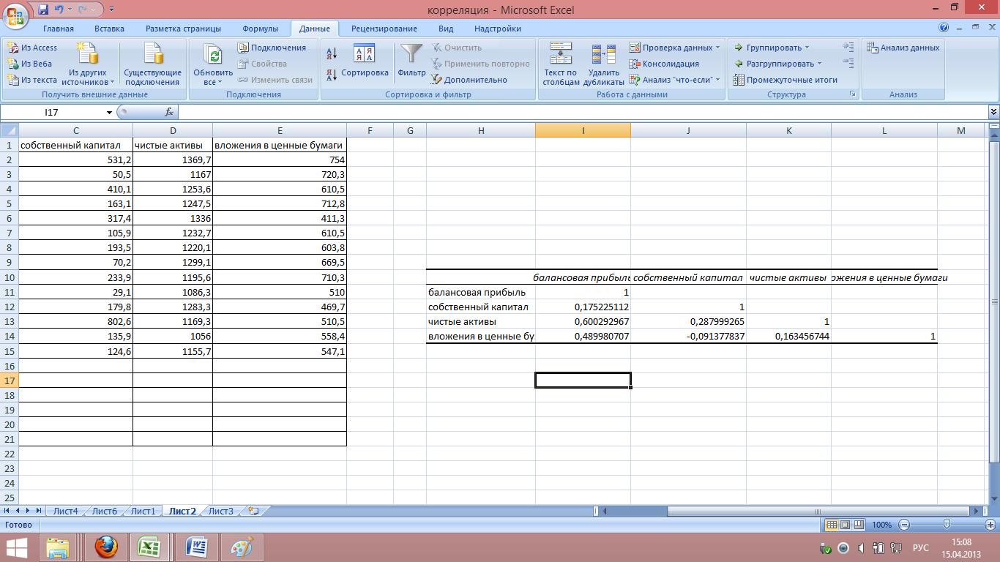 корреляция - Microsoft Excel
Главная Вставка Разметка страницы Формулы Данные Рецензирование Вид Надстройки
Из Access
Из Веба
Из текста
Из других источников
Существующие подключения
Получить внешние данные
Обновить все
Подключения
Свойства
Изменить связи
Подключения
Сортировка
Фильтр
Очистить
Применить повторно
Дополнительно
Сортировка и фильтр
Текст по столбцам
Удалить дубликаты
Проверка данных
Консолидация
Анализ "что-если"
Работа с данными
Группировать
Разгруппировать
Промежуточные итоги
Структура
Анализ данных
Анализ
I17 fx
C D E F G H I J K L M
1 собственный капитал чистые активы вложения в ценные бумаги
2 531,2 1369,7 754
3 50,5 1167 720,3
4 410,1 1253,6 610,5
5 163,1 1247,5 712,8
6 317,4 1336 411,3
7 105,9 1232,7 610,5
8 193,5 1220,1 603,8
9 70,2 1299,1 669,5
10 233,9 1195,6 710,3 балансовая прибыль собственный капитал чистые активы ожения в ценные бумаги
11 29,1 1086,3 510 балансовая прибыль 1
12 179,8 1283,3 469,7 собственный капитал 0,175225112 1
13 802,6 1169,3 510,5 чистые активы 0,600292967 0,287999265 1
14 135,9 1056 558,4 вложения в ценные бу 0,489980707 -0,091377837 0,163456744 1
15 124,6 1155,7 547,1
16
17
18
19
20
21
22
23
24
25
Лист4 Лист6 Лист1 Лист2 Лист3
Готово 100%
РУС 15:08
15.04.2013